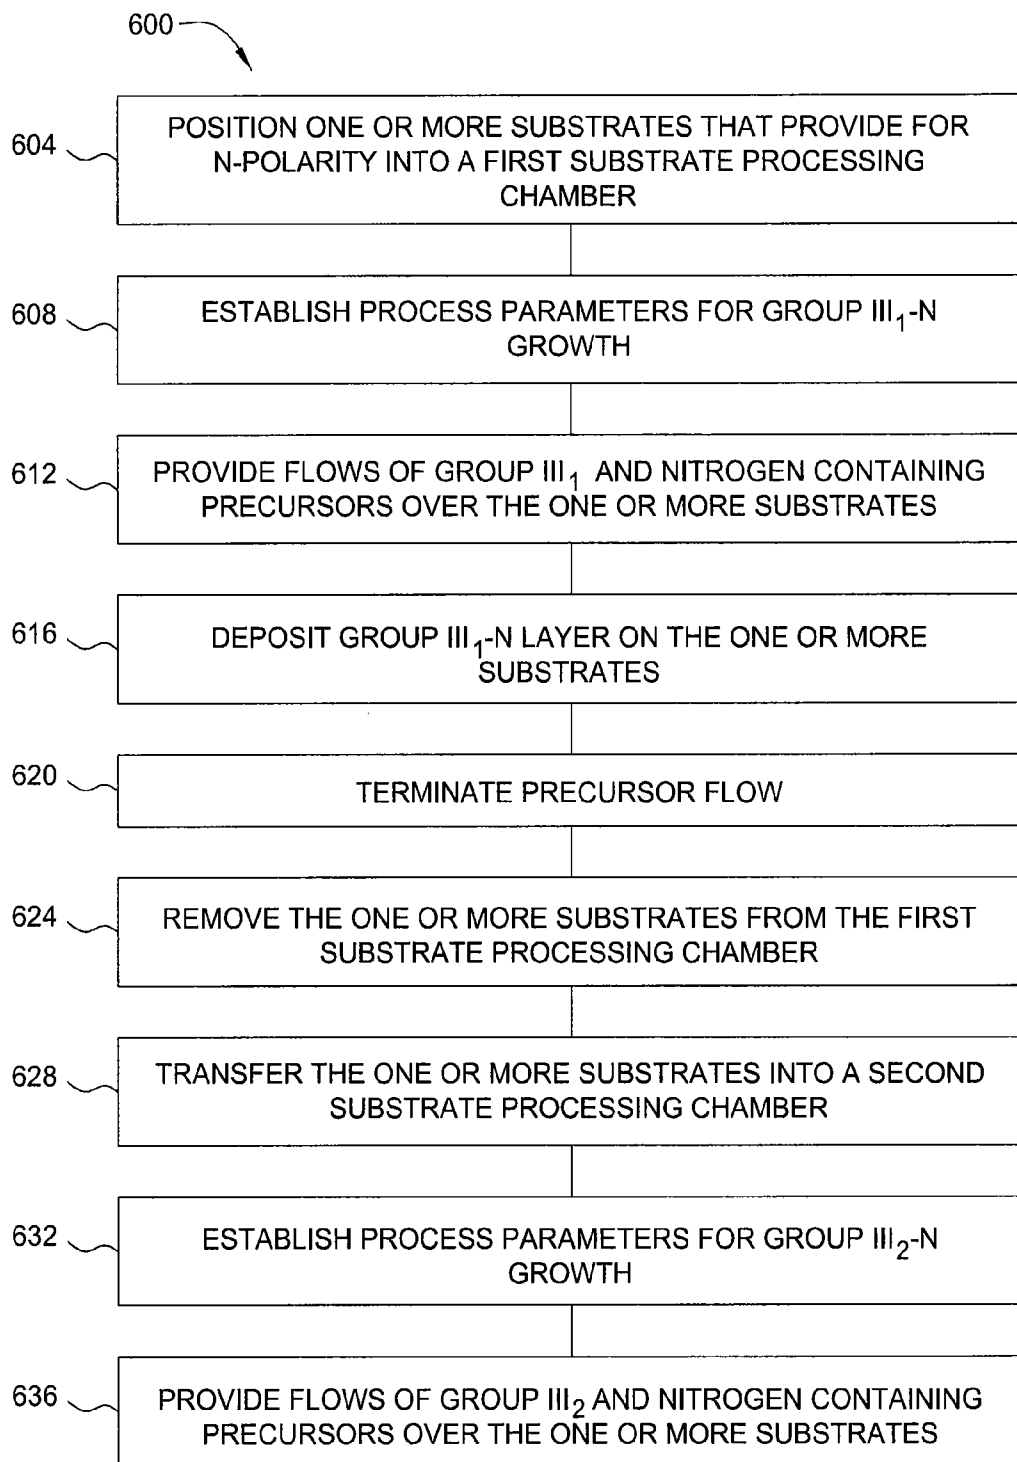 600
604
POSITION ONE OR MORE SUBSTRATES THAT PROVIDE FOR
N-POLARITY INTO A FIRST SUBSTRATE PROCESSING
CHAMBER
608
ESTABLISH PROCESS PARAMETERS FOR GROUP III₁-N
GROWTH
612
PROVIDE FLOWS OF GROUP III₁ AND NITROGEN CONTAINING
PRECURSORS OVER THE ONE OR MORE SUBSTRATES
616
DEPOSIT GROUP III₁-N LAYER ON THE ONE OR MORE
SUBSTRATES
620
TERMINATE PRECURSOR FLOW
624
REMOVE THE ONE OR MORE SUBSTRATES FROM THE FIRST
SUBSTRATE PROCESSING CHAMBER
628
TRANSFER THE ONE OR MORE SUBSTRATES INTO A SECOND
SUBSTRATE PROCESSING CHAMBER
632
ESTABLISH PROCESS PARAMETERS FOR GROUP III₂-N
GROWTH
636
PROVIDE FLOWS OF GROUP III₂ AND NITROGEN CONTAINING
PRECURSORS OVER THE ONE OR MORE SUBSTRATES